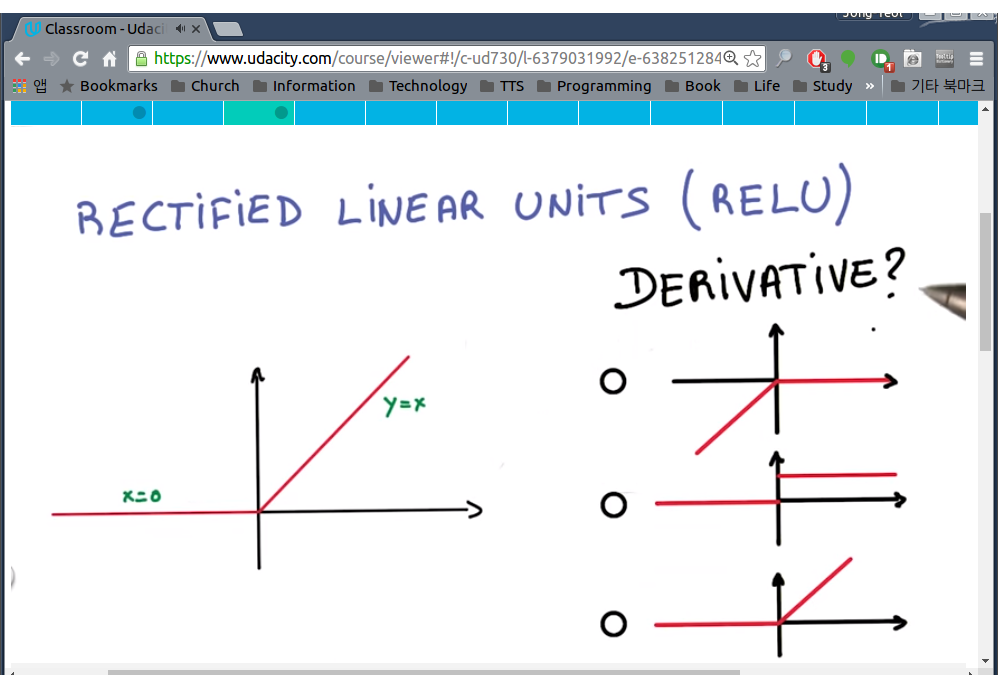 Jong Yeol
Classroom - Udaci
https://www.udacity.com/course/viewer#!/c-ud730/l-6379031992/e-638251284
3
1
앱 Bookmarks Church Information Technology TTS Programming Book Life Study » 기타 북마크
RECTiFiED LiNEAR UNiTS (RELU)
DERiVATiVE?
y=x
x=0